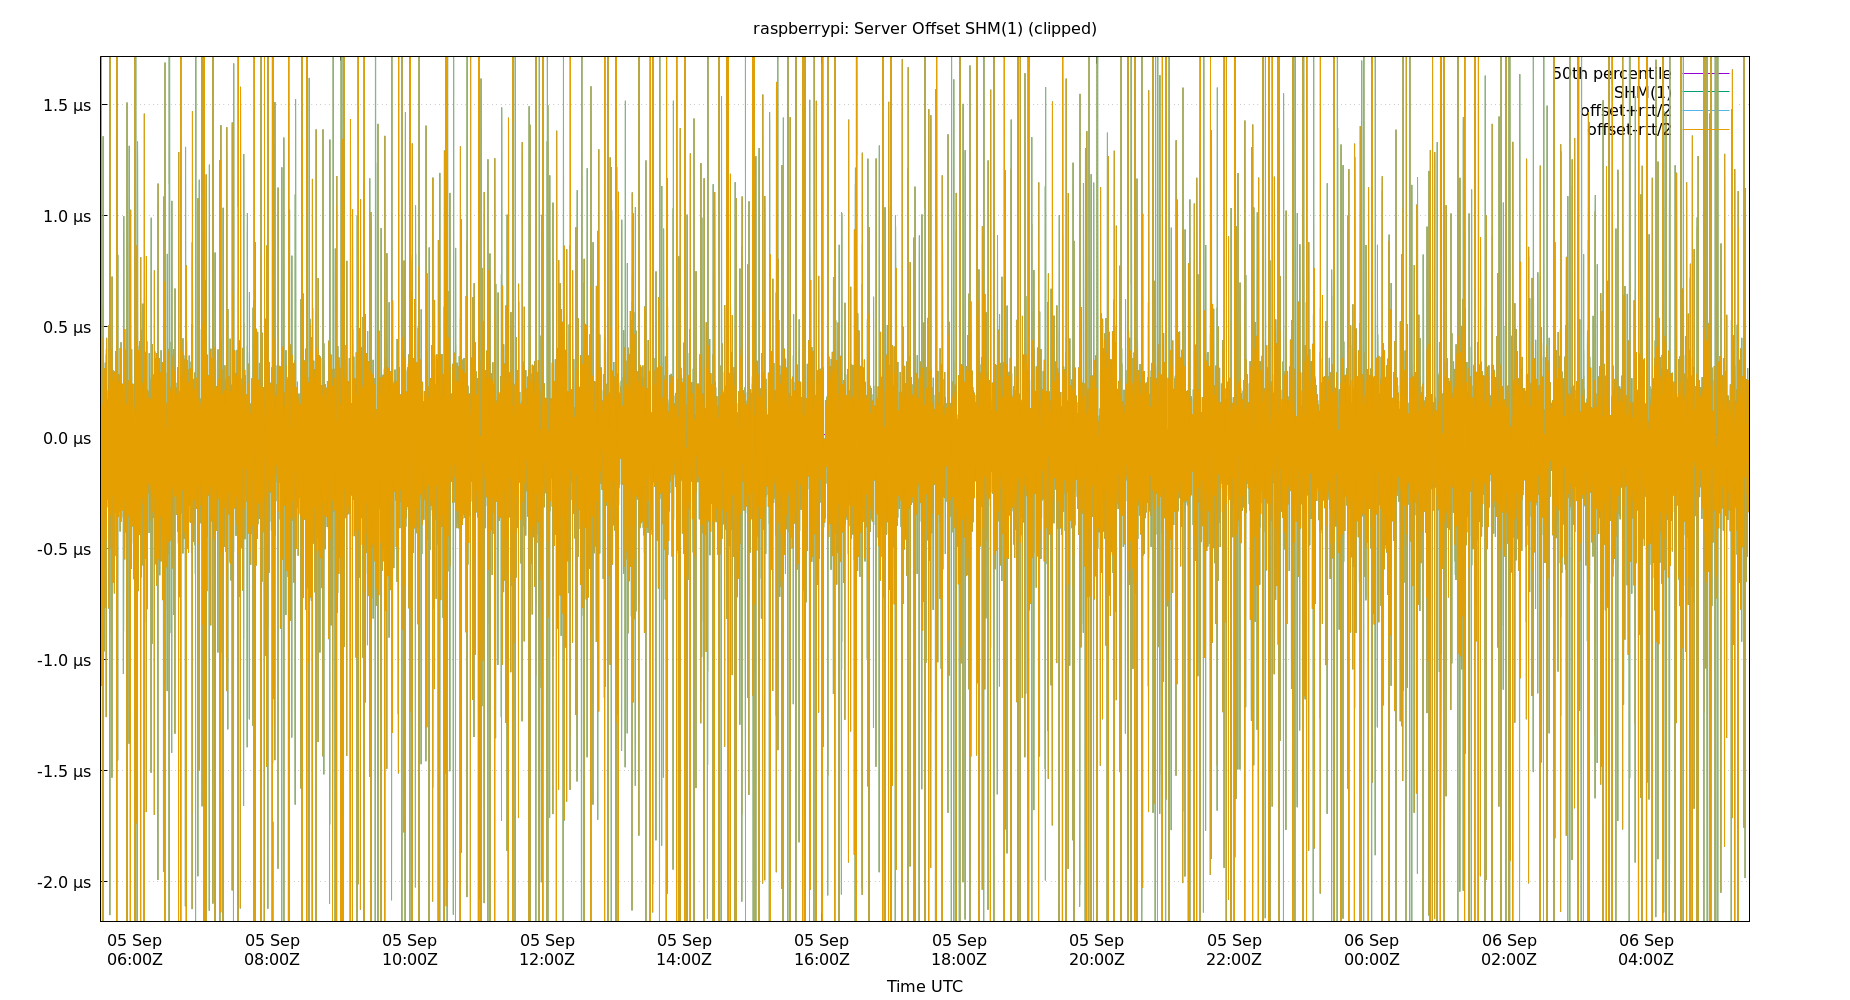 raspberrypi: Server Offset SHM(1) (clipped)
50th percentile
SHM(1)
offset+rtt/2
offset-rtt/2
1.5 µs
1.0 µs
0.5 µs
0.0 µs
-0.5 µs
-1.0 µs
-1.5 µs
-2.0 µs
05 Sep 05 Sep 05 Sep 05 Sep 05 Sep 05 Sep 05 Sep 05 Sep 05 Sep 06 Sep 06 Sep 06 Sep
06:00Z 08:00Z 10:00Z 12:00Z 14:00Z 16:00Z 18:00Z 20:00Z 22:00Z 00:00Z 02:00Z 04:00Z
Time UTC